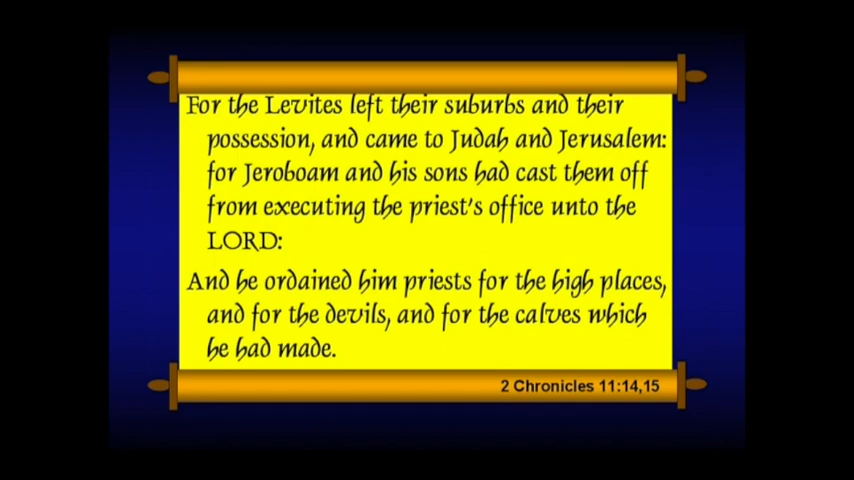 For the Levites left their suburbs and their
possession, and came to Judah and Jerusalem:
for Jeroboam and his sons had cast them off
from executing the priest's office unto the
LORD:
And he ordained him priests for the high places,
and for the devils, and for the calves which
he had made.
2 Chronicles 11:14,15